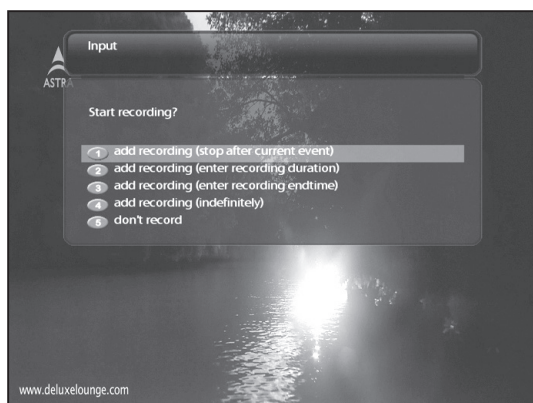 Input
ASTRA
Start recording?
1 add recording (stop after current event)
2 add recording (enter recording duration)
3 add recording (enter recording endtime)
4 add recording (indefinitely)
5 don't record
www.deluxelounge.com